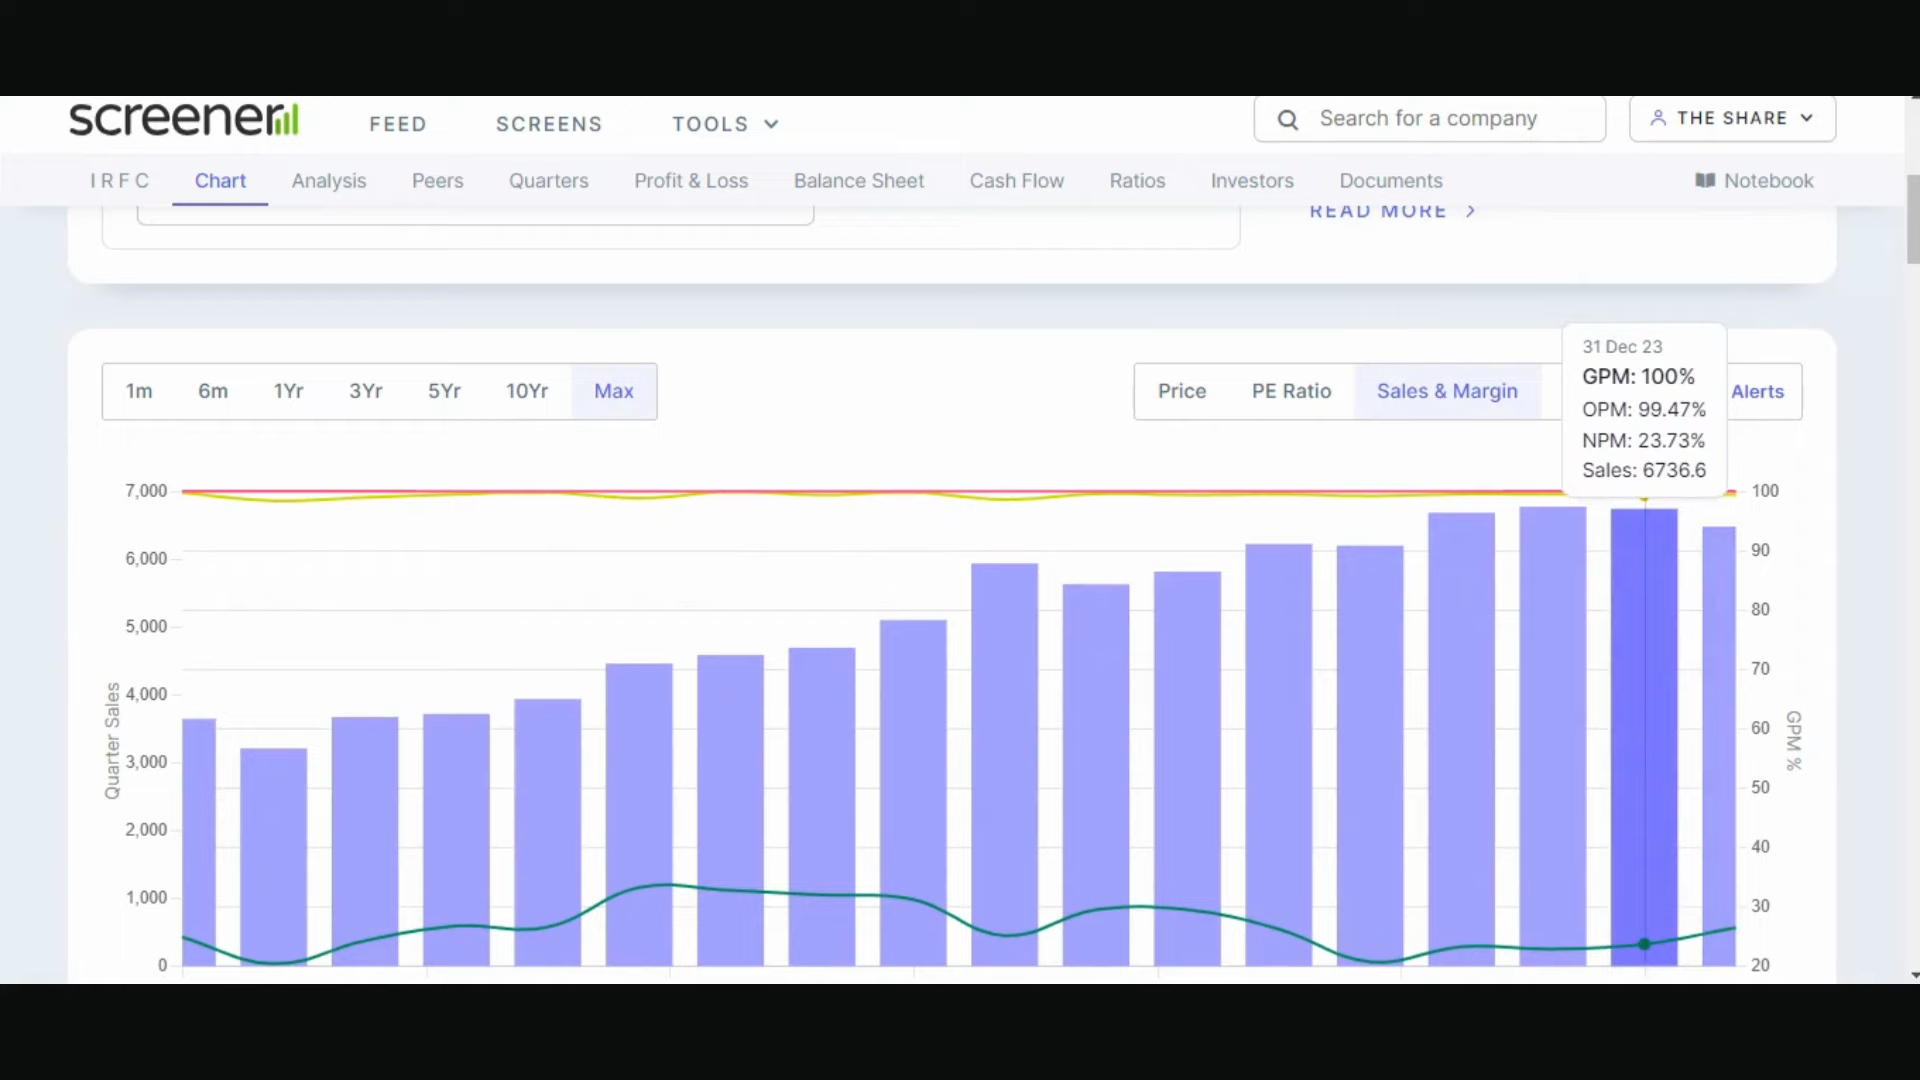 screener
FEED
SCREENS
TOOLS
Search for a company
THE SHARE
I R F C
Chart
Analysis
Peers
Quarters
Profit & Loss
Balance Sheet
Cash Flow
Ratios
Investors
Documents
Notebook
READ MORE
1m
6m
1Yr
3Yr
5Yr
10Yr
Max
Price
PE Ratio
Sales & Margin
Alerts
31 Dec 23
GPM: 100%
OPM: 99.47%
NPM: 23.73%
Sales: 6736.6
7,000
6,000
5,000
4,000
3,000
2,000
1,000
0
Quarter Sales
100
90
80
70
60
50
40
30
20
GPM %